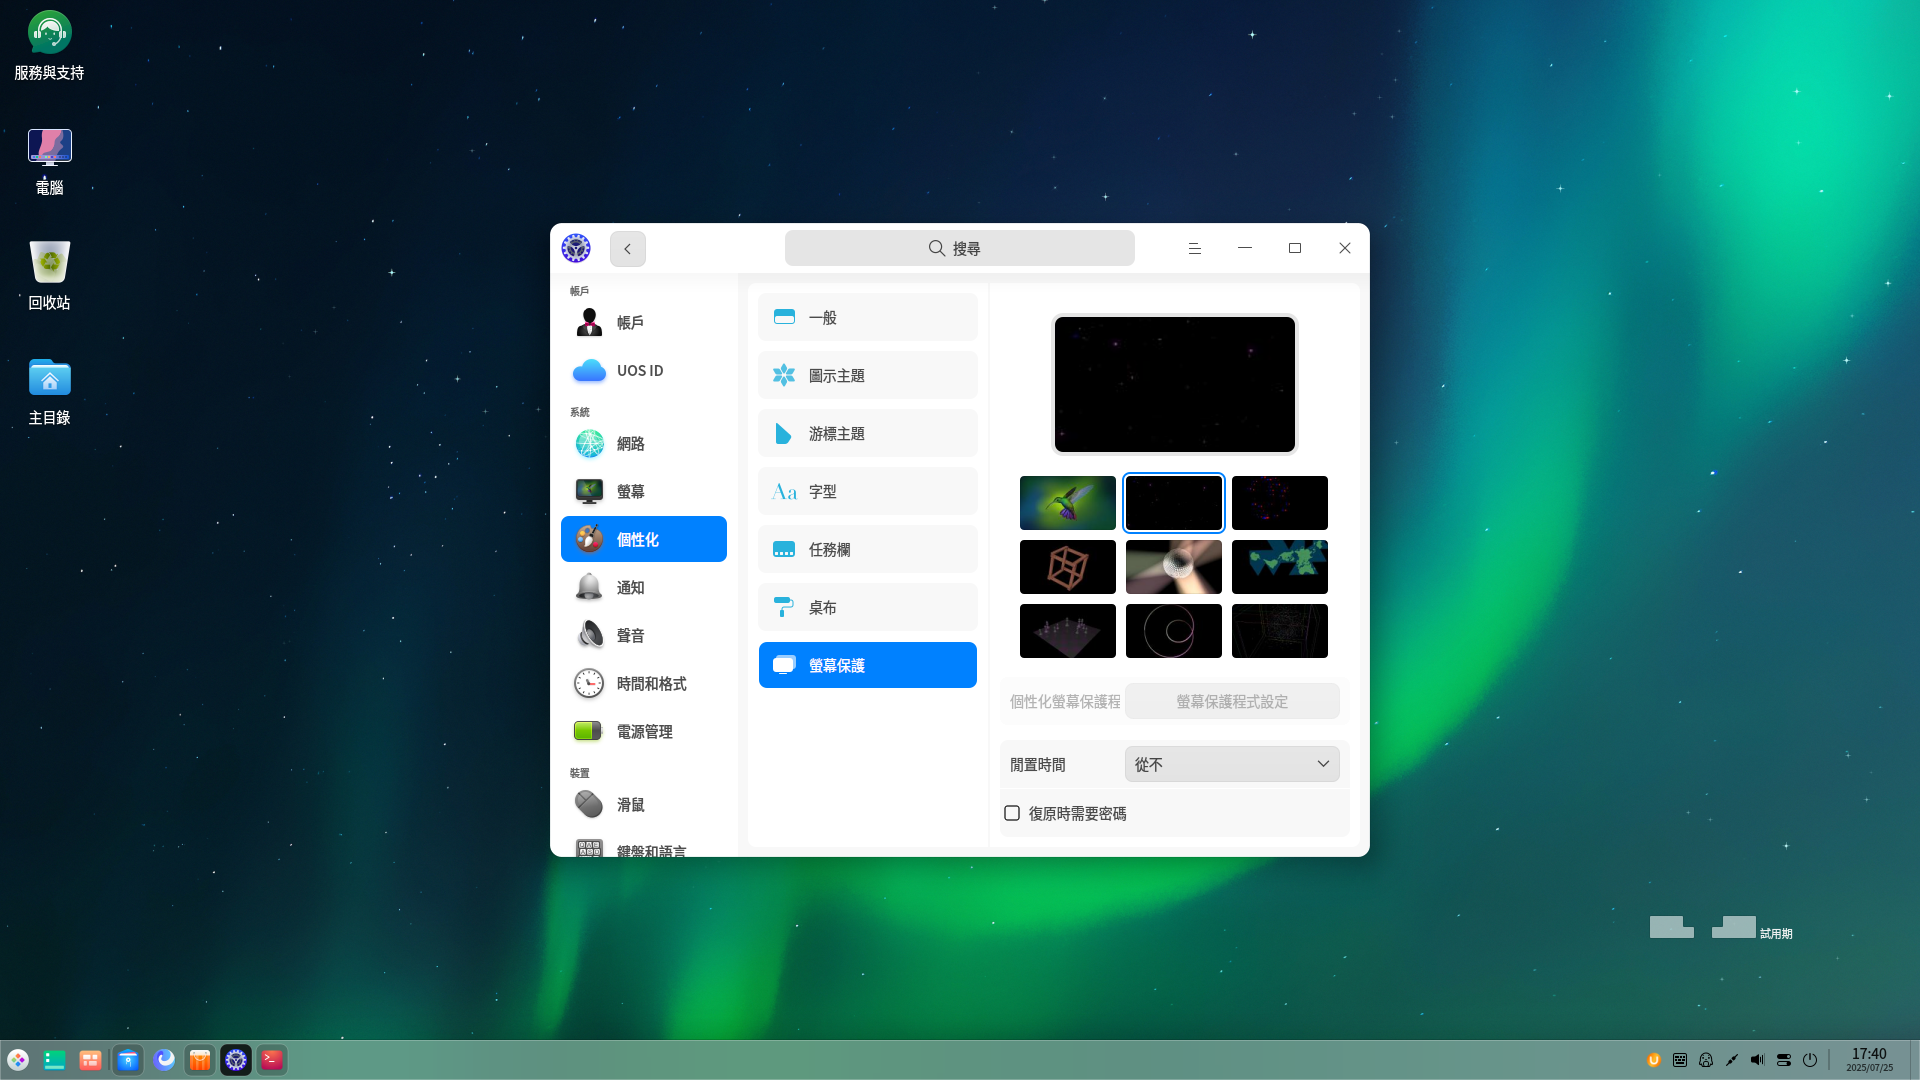 服務與支持
電腦
回收站
主目錄
搜尋
帳戶
帳戶
UOS ID
系統
網路
螢幕
個性化
通知
聲音
時間和格式
電源管理
裝置
滑鼠
鍵盤和語言
一般
圖示主題
游標主題
Aa 字型
任務欄
桌布
螢幕保護
個性化螢幕保護程
螢幕保護程式設定
閒置時間
從不
復原時需要密碼
試用期
17:40
2025/07/25